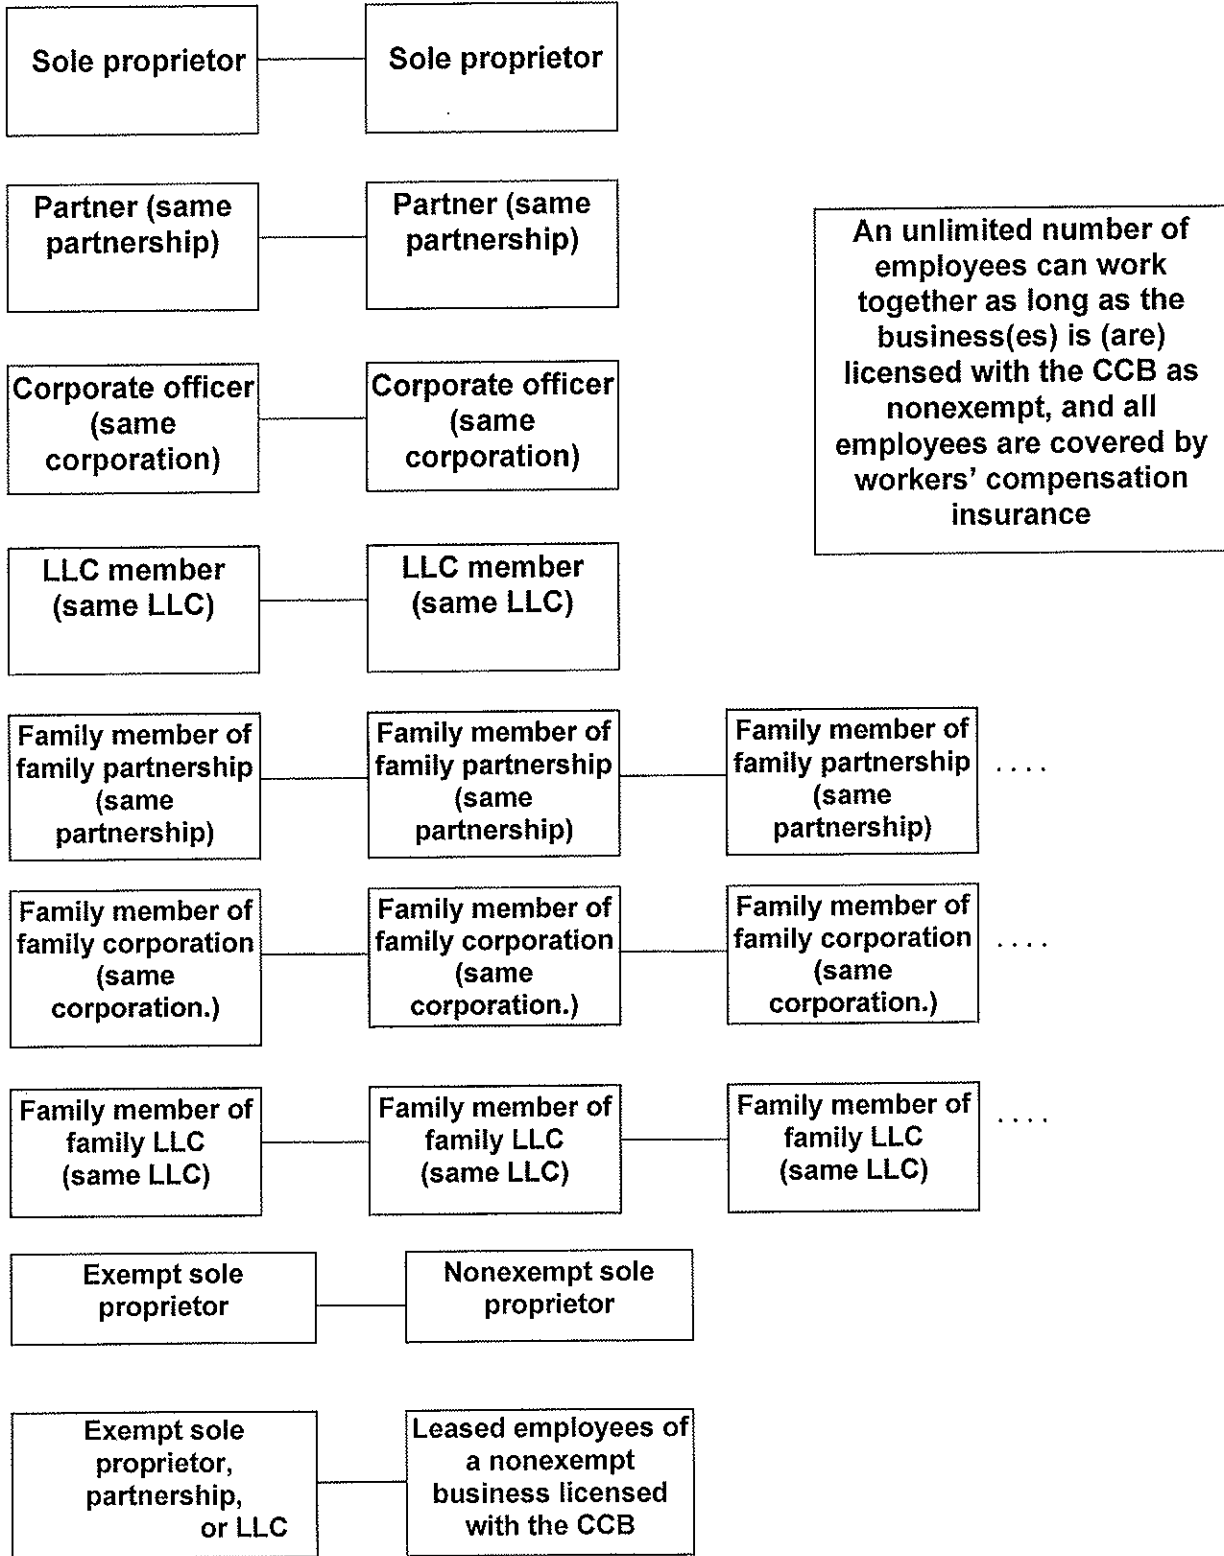 Sole proprietor
Sole proprietor
Partner (same
partnership)
Partner (same
partnership)
An unlimited number of
employees can work
together as long as the
business(es) is (are)
licensed with the CCB as
nonexempt, and all
employees are covered by
workers' compensation
insurance
Corporate officer
(same
corporation)
Corporate officer
(same
corporation)
LLC member
(same LLC)
LLC member
(same LLC)
Family member of
family partnership
(same
partnership)
Family member of
family partnership
(same
partnership)
Family member of
family partnership
(same
partnership)
. . . .
Family member of
family corporation
(same
corporation.)
Family member of
family corporation
(same
corporation.)
Family member of
family corporation
(same
corporation.)
. . . .
Family member of
family LLC
(same LLC)
Family member of
family LLC
(same LLC)
Family member of
family LLC
(same LLC)
. . . .
Exempt sole
proprietor
Nonexempt sole
proprietor
Exempt sole
proprietor,
partnership,
or LLC
Leased employees of
a nonexempt
business licensed
with the CCB